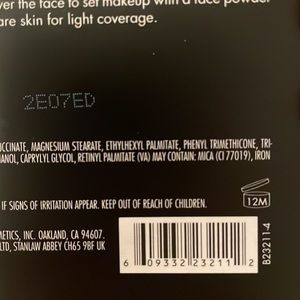 ver the face to set makeup with a face powder
are skin for light coverage.
2E07ED
CCINATE, MAGNESIUM STEARATE, ETHYLHEXYL PALMITATE, PHENYL TRIMETHICONE, TRI-
HANOL, CAPRYLYL GLYCOL, RETINYL PALMITATE (VA) MAY CONTAIN: MICA (CI 77019), IRON
IF SIGNS OF IRRITATION APPEAR. KEEP OUT OF REACH OF CHILDREN.
12M
METICS, INC. OAKLAND, CA 94607.
LTD, STANLAW ABBEY CH65 9BF UK
6 09332 23211 2
B23211-4